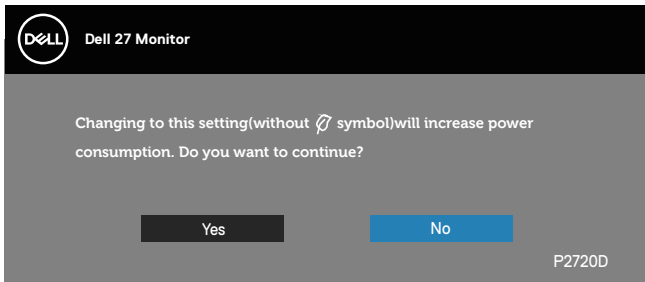 DELL
Dell 27 Monitor
Changing to this setting(without symbol)will increase power
consumption. Do you want to continue?
Yes
No
P2720D